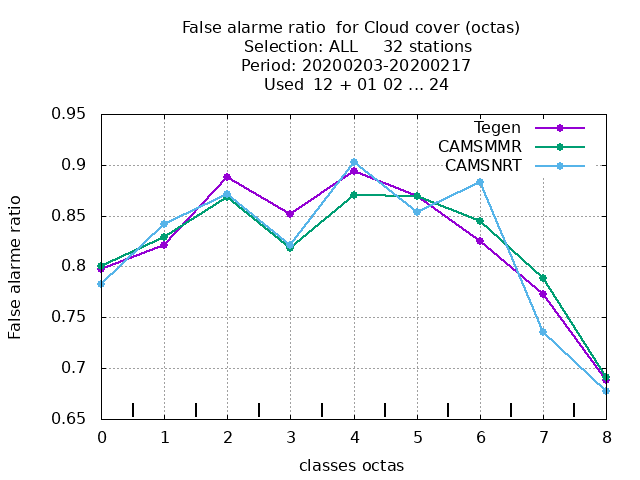 False alarme ratio  for Cloud cover (octas)
Selection: ALL     32 stations
Period: 20200203-20200217
Used  12 + 01 02 ... 24
0.95
0.9
0.85
0.8
0.75
0.7
0.65
False alarme ratio
Tegen
CAMSMMR
CAMSNRT
0 1 2 3 4 5 6 7 8
classes octas